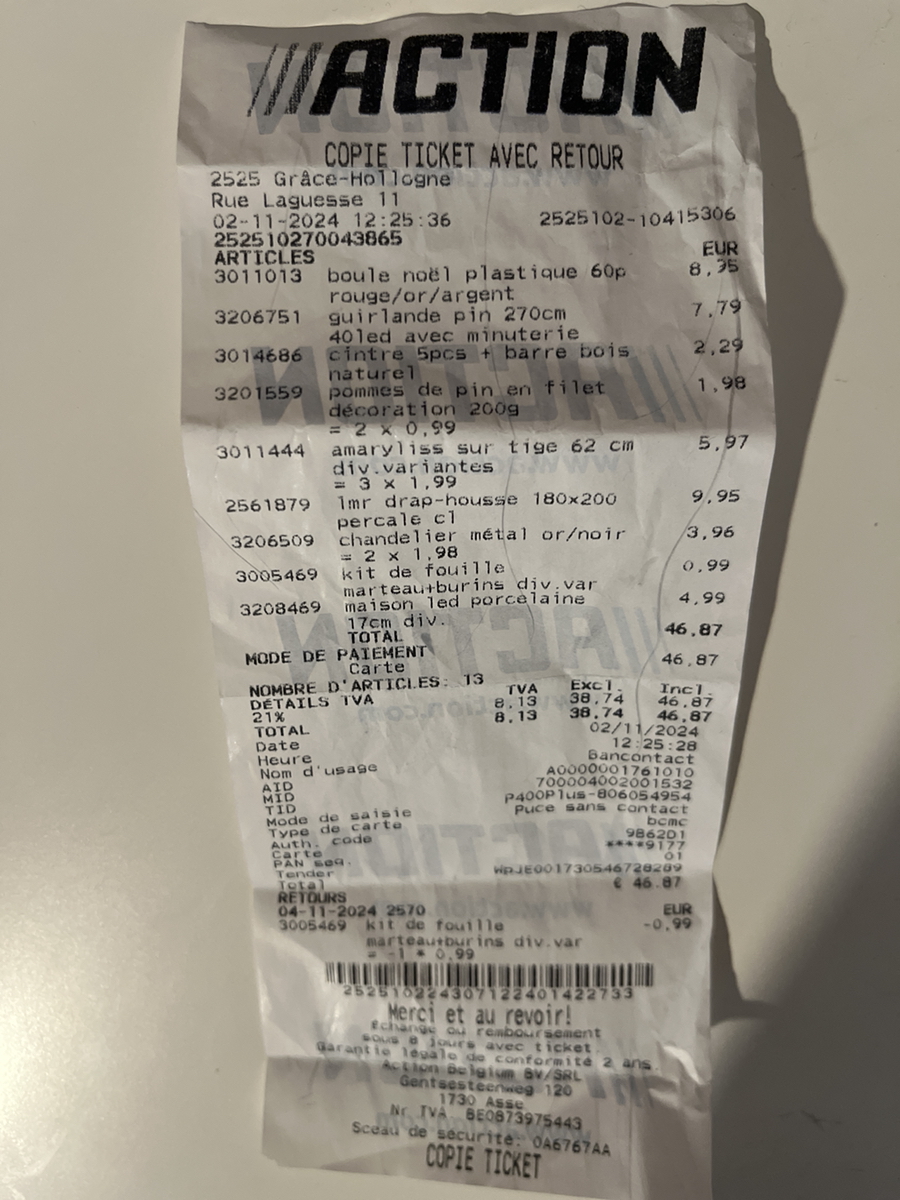 ///ACTION
COPIE TICKET AVEC RETOUR
2525 Grâce-Hollogne
Rue Laguesse 11
02-11-2024 12:25:36 2525102-10415306
252510270043865
ARTICLES EUR
3011013 boule noël plastique 60p 8,95
rouge/or/argent
3206751 guirlande pin 270cm 7,79
40led avec minuterie
3014686 cintre 5pcs + barre bois 2,29
naturel
3201559 pommes de pin en filet 1,98
décoration 200g
= 2 x 0,99
3011444 amaryliss sur tige 62 cm 5,97
div.variantes
= 3 x 1,99
2561879 1mr drap-housse 180x200 9,95
percale cl
3206509 chandelier métal or/noir 3,96
= 2 x 1,98
3005469 kit de fouille 0,99
marteau+burins div.var
3208469 maison led porcelaine 4,99
17cm div.
TOTAL 46,87
MODE DE PAIEMENT
Carte 46,87
NOMBRE D'ARTICLES: 13
DÉTAILS TVA TVA Excl. Incl.
21% 8.13 38,74 46,87
TOTAL 8.13 38,74 46,87
Date 02/11/2024
Heure 12:25:28
Nom d'usage Bancontact
AID A0000001761010
MID 700004002001532
TID P400Plus-806054954
Mode de saisie Puce sans contact
Type de carte bcmc
Auth. code 9862D1
Carte ****9177
PAN seq. 01
Tender WpJE001730546728289
Total € 46.87
RETOURS
04-11-2024 2570 EUR
3005469 kit de fouille -0,99
marteau+burins div.var
= -1 * 0,99
252510224307122401422733
Merci et au revoir!
Échange ou remboursement
sous 8 jours avec ticket.
Garantie légale de conformité 2 ans.
Action Belgium BV/SRL
Gentsesteenweg 120
1730 Asse
Nr TVA BE0873975443
Sceau de sécurité: 0A6767AA
COPIE TICKET